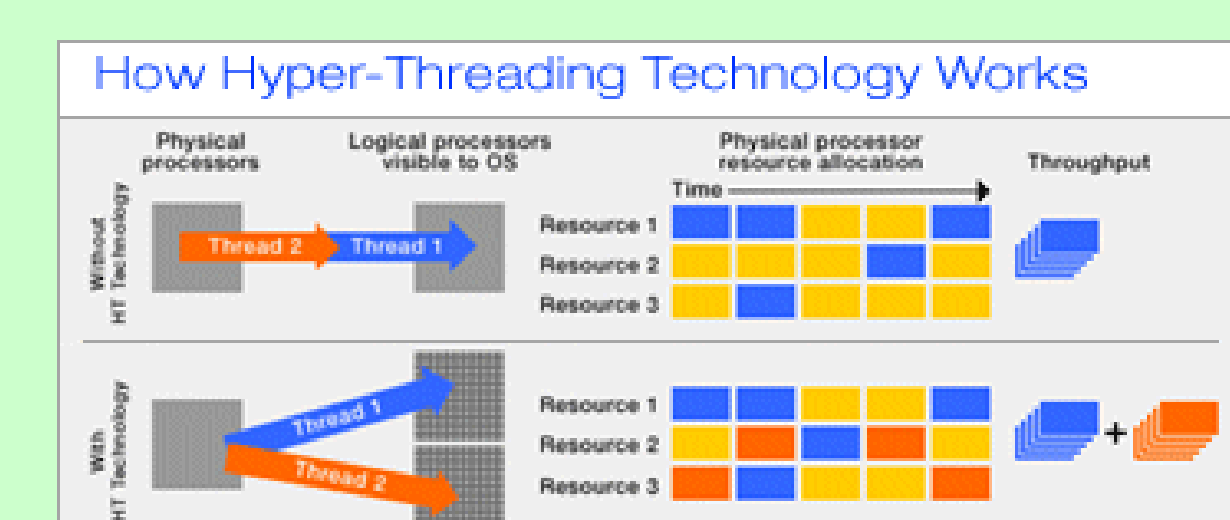 How Hyper-Threading Technology Works
Physical
processors
Logical processors
visible to OS
Physical processor
resource allocation
Throughput
Time
Without
HT Technology
Thread 2
Thread 1
Resource 1
Resource 2
Resource 3
With
HT Technology
Thread 1
Thread 2
Resource 1
Resource 2
Resource 3
+